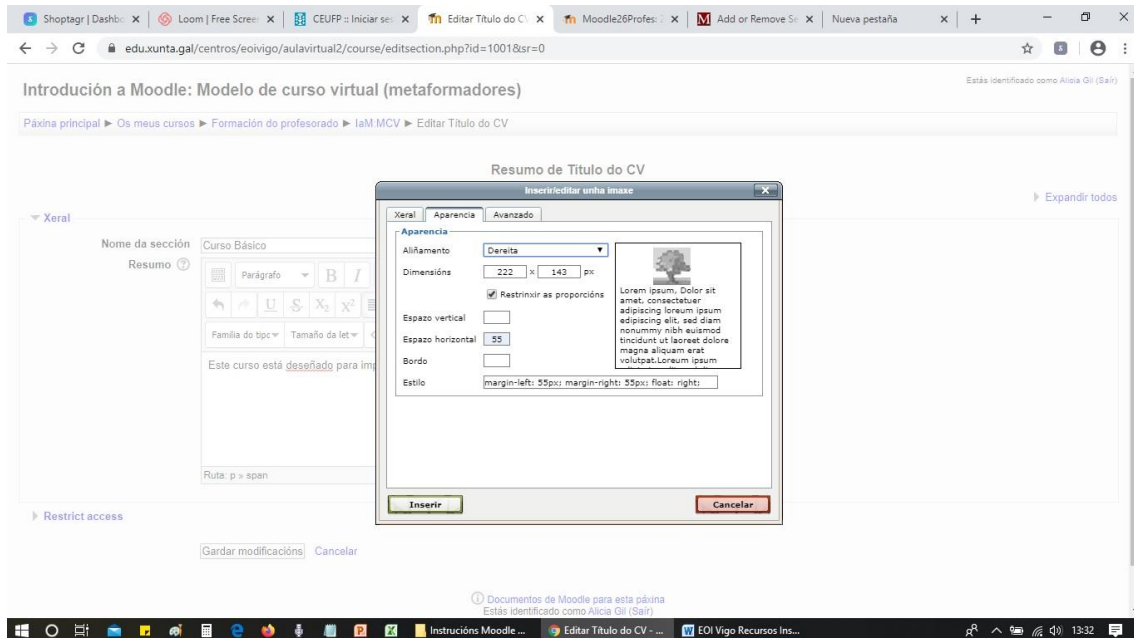 Shoptagr | Dashbo
Loom | Free Screen
CEUFP :: Iniciar ses
Editar Título do CV
Moodle26Profes:
Add or Remove Se
Nueva pestaña
edu.xunta.gal/centros/eoivigo/aulavirtual2/course/editsection.php?id=1001&sr=0
Estás identificado como Alicia Gil (Saír)
Introdución a Moodle: Modelo de curso virtual (metaformadores)
Páxina principal ► Os meus cursos ► Formación do profesorado ► IaM:MCV ► Editar Título do CV
Resumo de Título do CV
Expandir todos
Xeral
Nome da sección Curso Básico
Resumo
Parágrafo B I
U S X₂ X²
Familia do tipo Tamaño da let
Este curso está deseñado para imp
Ruta: p » span
Inserir/editar unha imaxe
Xeral Aparencia Avanzado
Aparencia
Aliñamento Dereita
Dimensións 222 x 143 px
Restrinxir as proporcións
Espazo vertical
Espazo horizontal 55
Bordo
Estilo margin-left: 55px; margin-right: 55px; float: right;
Lorem ipsum, Dolor sit
amet, consectetuer
adipiscing loreum ipsum
edipiscing elit, sed diam
nonummy nibh euismod
tincidunt ut laoreet dolore
magna aliquam erat
volutpat.Loreum ipsum
Inserir Cancelar
Restrict access
Gardar modificacións Cancelar
Documentos de Moodle para esta páxina
Estás identificado como Alicia Gil (Saír)
Instrucións Moodle ...
Editar Título do CV - ...
EOI Vigo Recursos Ins...
13:32